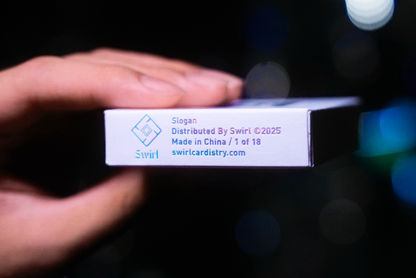 Slogan
Distributed By Swirl ©2025
Made in China / 1 of 18
swirlcardistry.com
Swirl